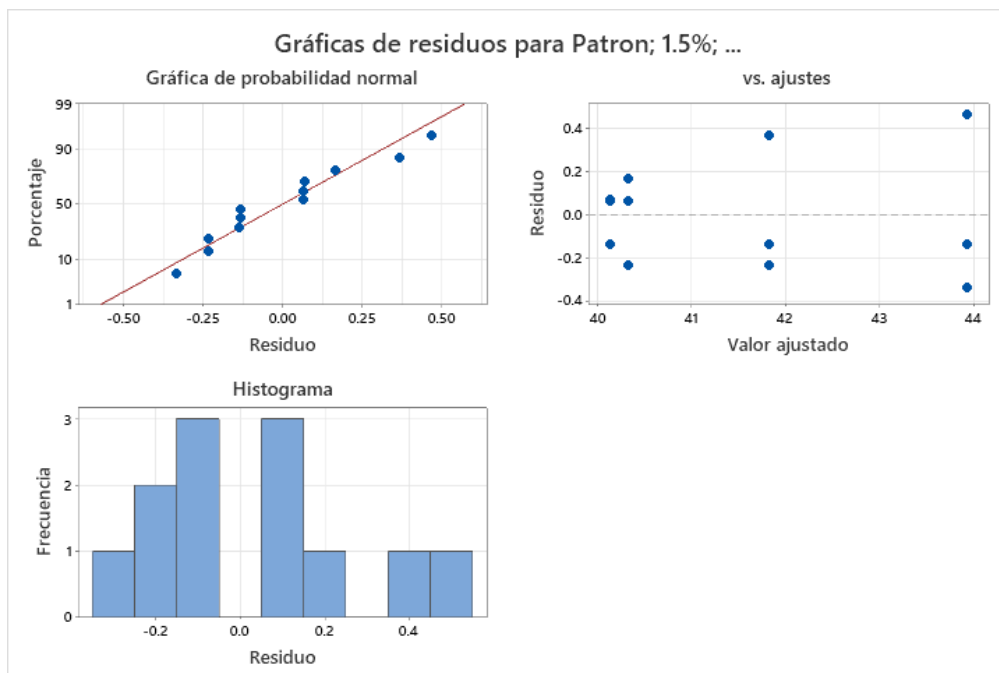 Gráficas de residuos para Patron; 1.5%; ...
Gráfica de probabilidad normal
99
90
50
10
1
Porcentaje
-0.50 -0.25 0.00 0.25 0.50
Residuo
vs. ajustes
0.4
0.2
0.0
-0.2
-0.4
Residuo
40 41 42 43 44
Valor ajustado
Histograma
3
2
1
0
Frecuencia
-0.2 0.0 0.2 0.4
Residuo